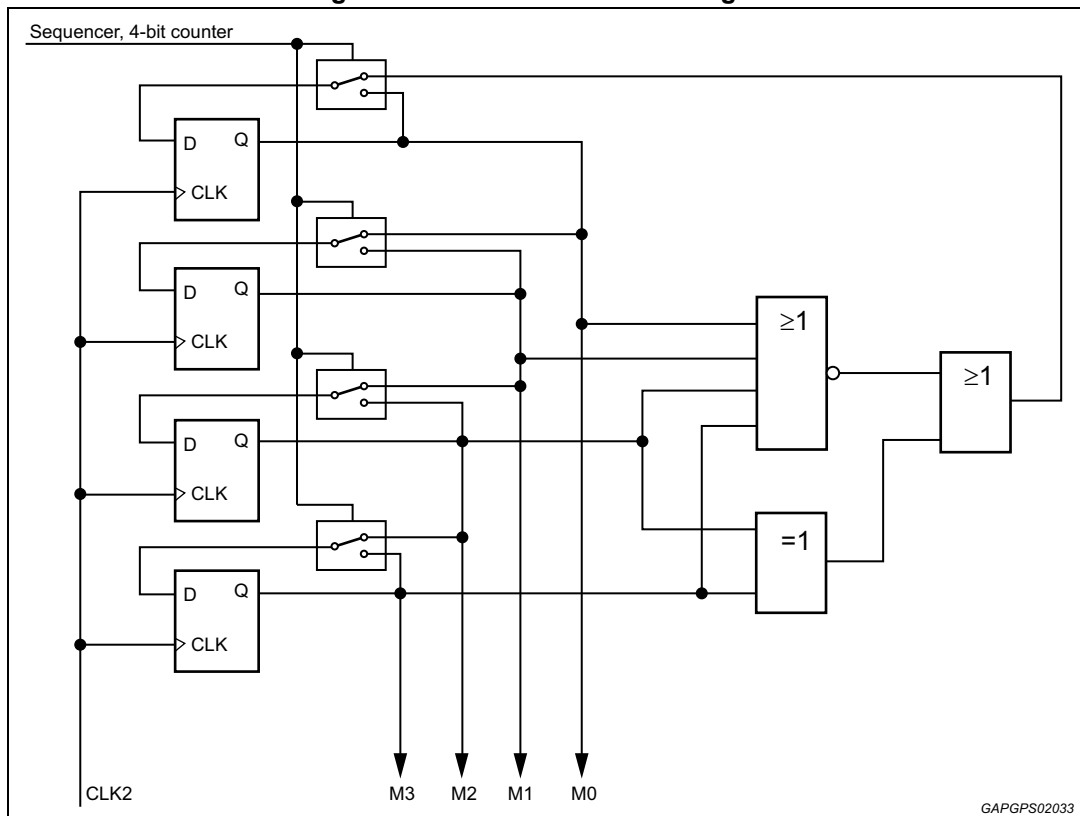 Sequencer, 4-bit counter
D Q
CLK
D Q
CLK
≥1
≥1
D Q
CLK
=1
D Q
CLK
CLK2
M3 M2 M1 M0
GAPGPS02033